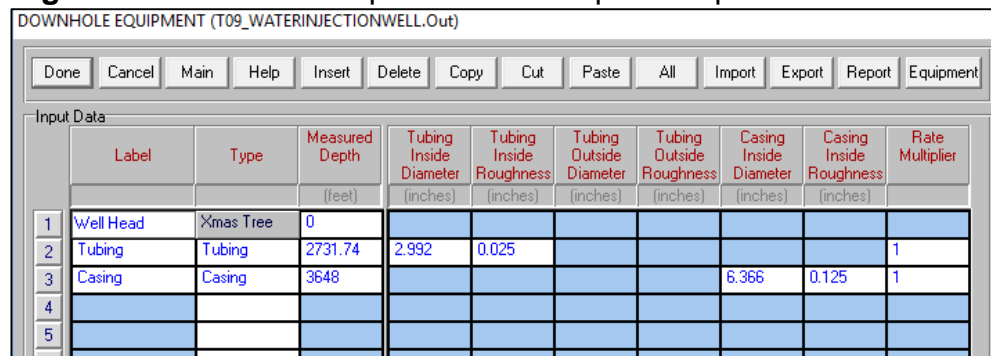 DOWNHOLE EQUIPMENT (T09_WATERINJECTIONWELL.Out)
Done Cancel Main Help Insert Delete Copy Cut Paste All Import Export Report Equipment
Input Data
Label Type Measured Depth Tubing Inside Diameter Tubing Inside Roughness Tubing Outside Diameter Tubing Outside Roughness Casing Inside Diameter Casing Inside Roughness Rate Multiplier
(feet) (inches) (inches) (inches) (inches) (inches) (inches)
1 Well Head Xmas Tree 0
2 Tubing Tubing 2731.74 2.992 0.025 1
3 Casing Casing 3648 6.366 0.125 1
4
5